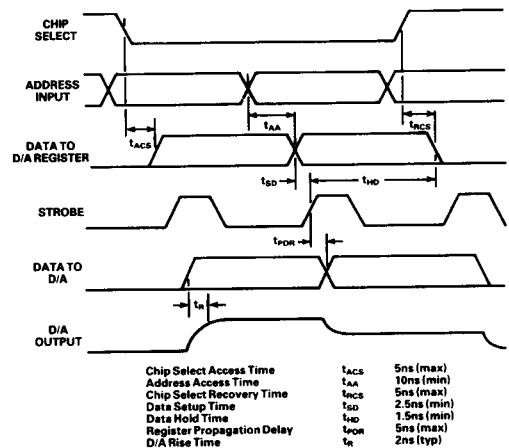 CHIP
SELECT
ADDRESS
INPUT
tAA
tACS
tRCS
DATA TO
D/A REGISTER
tSD
tHD
STROBE
tPDR
DATA TO
D/A
tR
D/A
OUTPUT
Chip Select Access Time tACS 5ns (max)
Address Access Time tAA 10ns (min)
Chip Select Recovery Time tRCS 5ns (max)
Data Setup Time tSD 2.5ns (min)
Data Hold Time tHD 1.5ns (min)
Register Propagation Delay tPDR 5ns (max)
D/A Rise Time tR 2ns (typ)